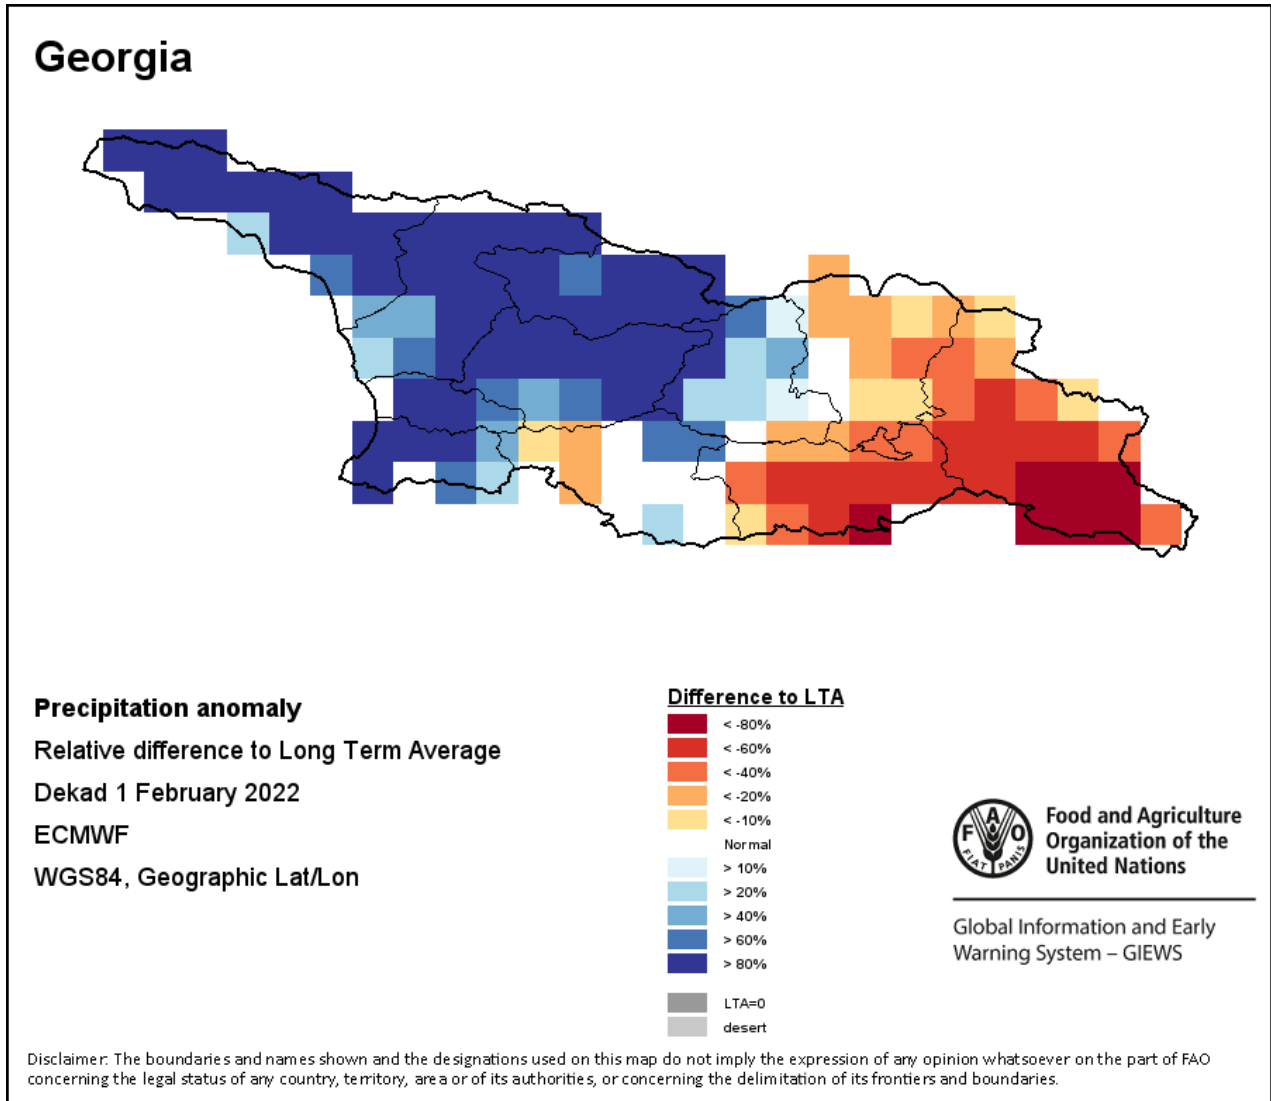 Georgia
Precipitation anomaly
Relative difference to Long Term Average
Dekad 1 February 2022
ECMWF
WGS84, Geographic Lat/Lon
Difference to LTA
< -80%
< -60%
< -40%
< -20%
< -10%
Normal
> 10%
> 20%
> 40%
> 60%
> 80%
LTA=0
desert
F A O
FIAT PANIS
Food and Agriculture
Organization of the
United Nations
Global Information and Early
Warning System – GIEWS
Disclaimer: The boundaries and names shown and the designations used on this map do not imply the expression of any opinion whatsoever on the part of FAO
concerning the legal status of any country, territory, area or of its authorities, or concerning the delimitation of its frontiers and boundaries.